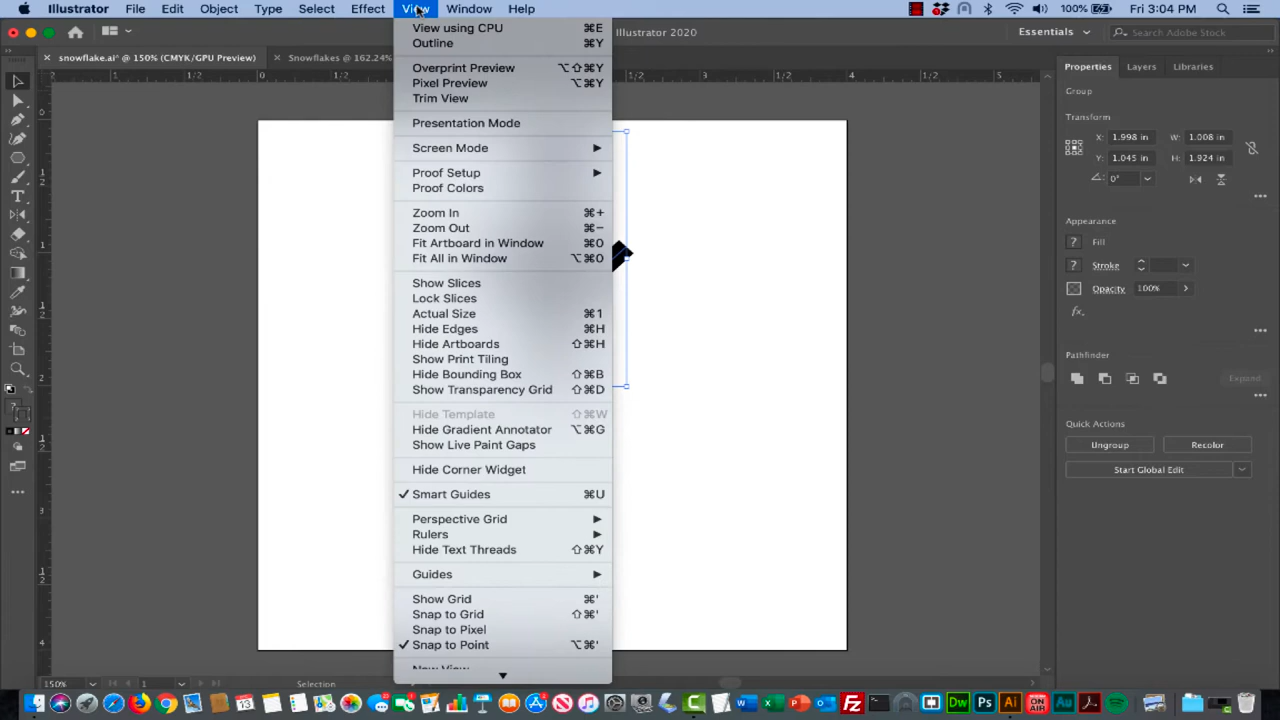 Illustrator File Edit Object Type Select Effect View Window Help 100% Fri 3:04 PM
Illustrator 2020 Essentials Search Adobe Stock
snowflake.ai* @ 150% (CMYK/GPU Preview) Snowflakes @ 162.24%
View using CPU ⌘E
Outline ⌘Y
Overprint Preview ⌥⇧⌘Y
Pixel Preview ⌥⌘Y
Trim View
Presentation Mode
Screen Mode
Proof Setup
Proof Colors
Zoom In ⌘+
Zoom Out ⌘−
Fit Artboard in Window ⌘0
Fit All in Window ⌥⌘0
Show Slices
Lock Slices
Actual Size ⌘1
Hide Edges ⌘H
Hide Artboards ⇧⌘H
Show Print Tiling
Hide Bounding Box ⇧⌘B
Show Transparency Grid ⇧⌘D
Hide Template ⇧⌘W
Hide Gradient Annotator ⌥⌘G
Show Live Paint Gaps
Hide Corner Widget
✓ Smart Guides ⌘U
Perspective Grid
Rulers
Hide Text Threads ⇧⌘Y
Guides
Show Grid ⌘'
Snap to Grid ⇧⌘'
Snap to Pixel
✓ Snap to Point ⌥⌘'
New View
Properties Layers Libraries
Group
Transform
X: 1.998 in W: 1.008 in
Y: 1.045 in H: 1.924 in
0°
Appearance
? Fill
? Stroke
Opacity 100%
fx.
Pathfinder
Expand
Quick Actions
Ungroup Recolor
Start Global Edit
150% 1 Selection